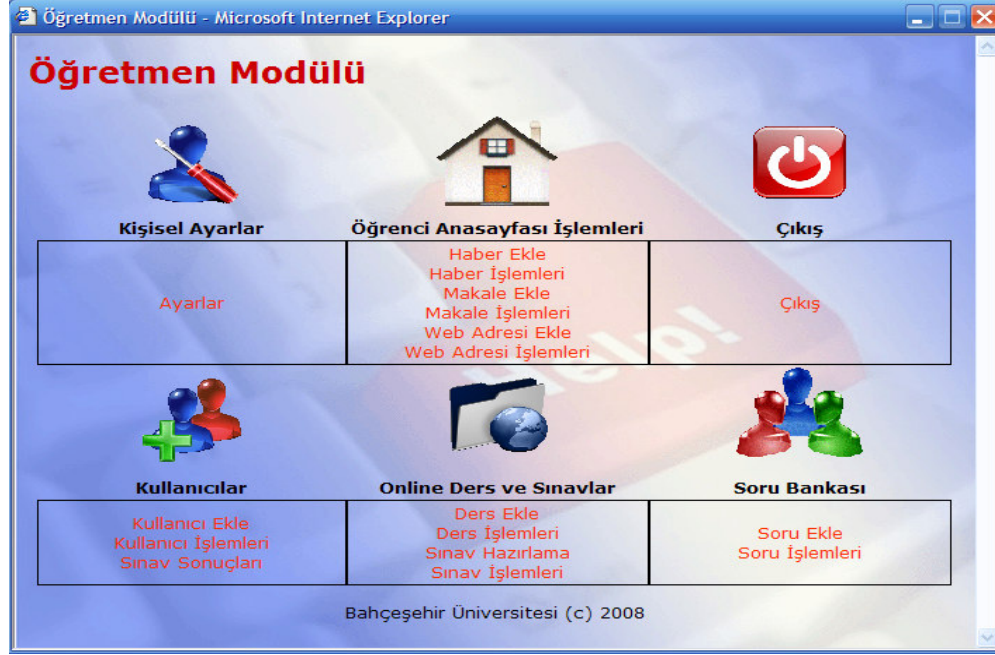 Öğretmen Modülü - Microsoft Internet Explorer
Öğretmen Modülü
Kişisel Ayarlar
Öğrenci Anasayfası İşlemleri
Çıkış
Ayarlar
Haber Ekle
Haber İşlemleri
Makale Ekle
Makale İşlemleri
Web Adresi Ekle
Web Adresi İşlemleri
Çıkış
Help!
Kullanıcılar
Online Ders ve Sınavlar
Soru Bankası
Kullanıcı Ekle
Kullanıcı İşlemleri
Sınav Sonuçları
Ders Ekle
Ders İşlemleri
Sınav Hazırlama
Sınav İşlemleri
Soru Ekle
Soru İşlemleri
Bahçeşehir Üniversitesi (c) 2008